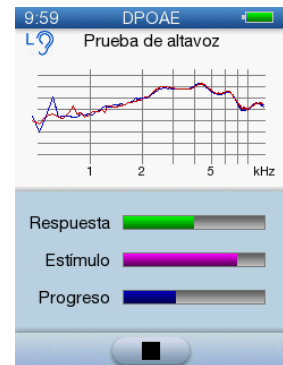 9:59 DPOAE
L Prueba de altavoz
1 2 5 kHz
Respuesta
Estímulo
Progreso